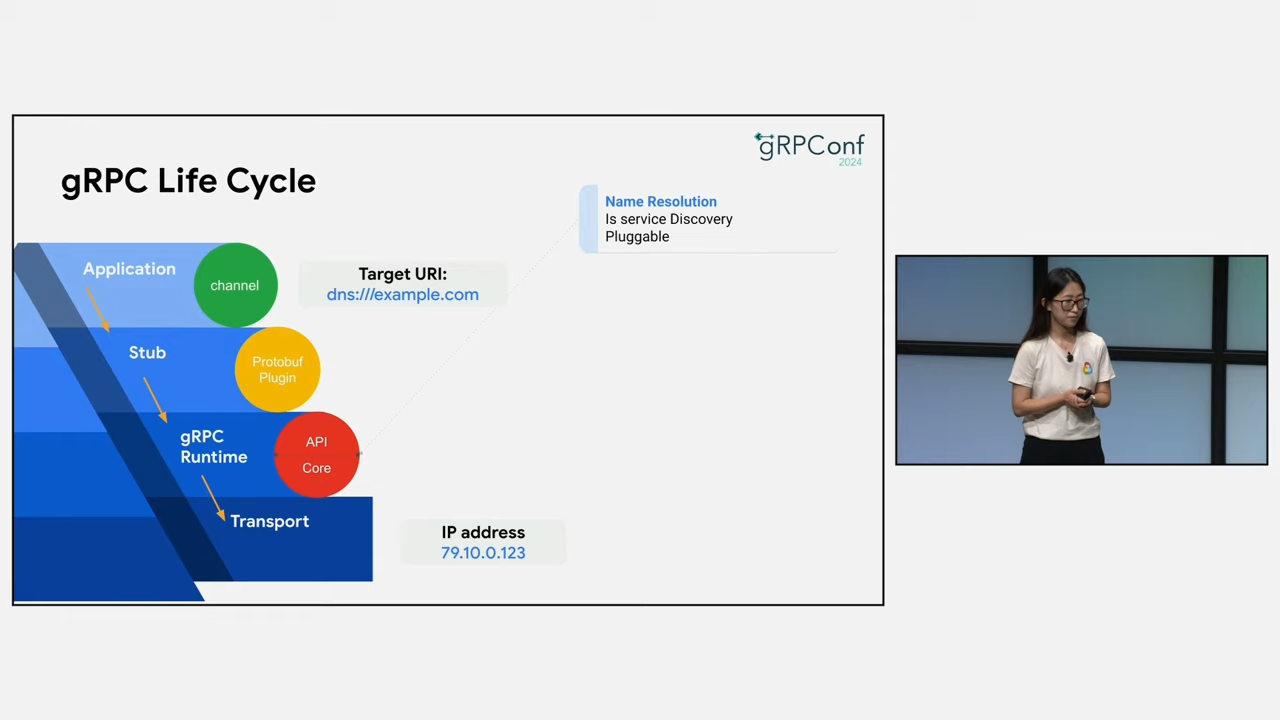 gRPConf
2024
gRPC Life Cycle
Name Resolution
Is service Discovery
Pluggable
Application
channel
Target URI:
dns:///example.com
Stub
Protobuf
Plugin
gRPC
Runtime
API
Core
Transport
IP address
79.10.0.123